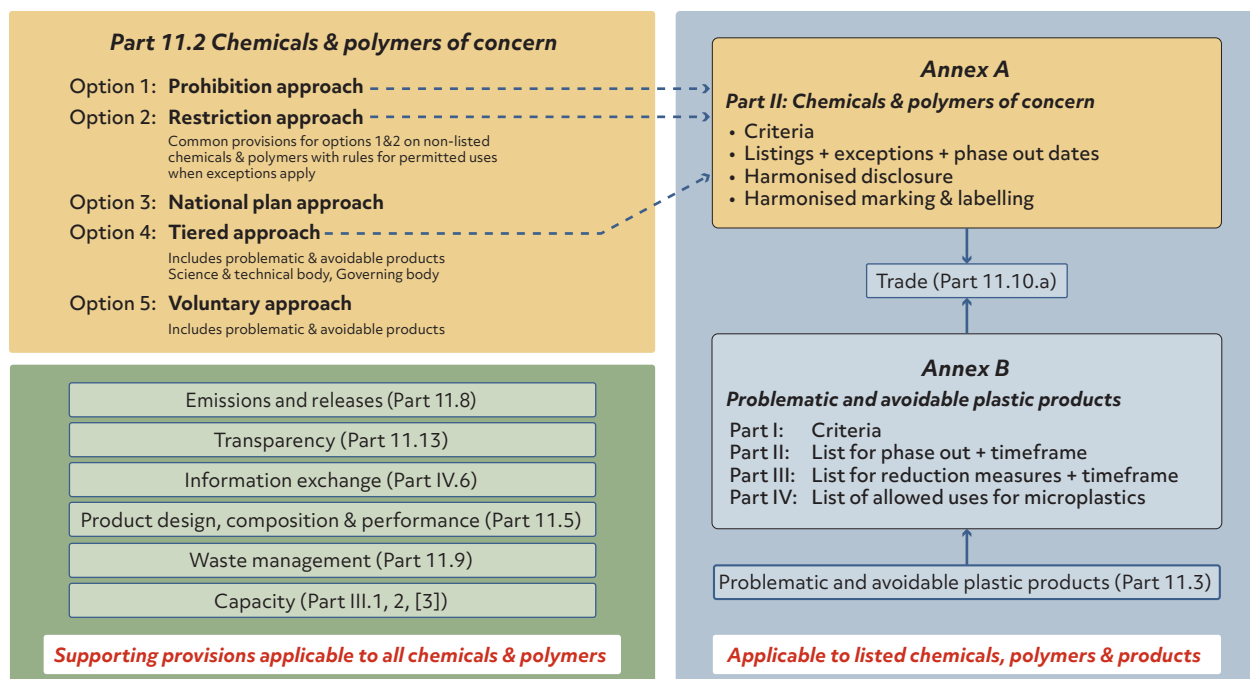 Part 11.2 Chemicals & polymers of concern
Option 1: Prohibition approach
Option 2: Restriction approach
Common provisions for options 1&2 on non-listed
chemicals & polymers with rules for permitted uses
when exceptions apply
Option 3: National plan approach
Option 4: Tiered approach
Includes problematic & avoidable products
Science & technical body, Governing body
Option 5: Voluntary approach
Includes problematic & avoidable products
Emissions and releases (Part 11.8)
Transparency (Part 11.13)
Information exchange (Part IV.6)
Product design, composition & performance (Part 11.5)
Waste management (Part 11.9)
Capacity (Part III.1, 2, [3])
Supporting provisions applicable to all chemicals & polymers
Annex A
Part II: Chemicals & polymers of concern
• Criteria
• Listings + exceptions + phase out dates
• Harmonised disclosure
• Harmonised marking & labelling
Trade (Part 11.10.a)
Annex B
Problematic and avoidable plastic products
Part I: Criteria
Part II: List for phase out + timeframe
Part III: List for reduction measures + timeframe
Part IV: List of allowed uses for microplastics
Problematic and avoidable plastic products (Part 11.3)
Applicable to listed chemicals, polymers & products